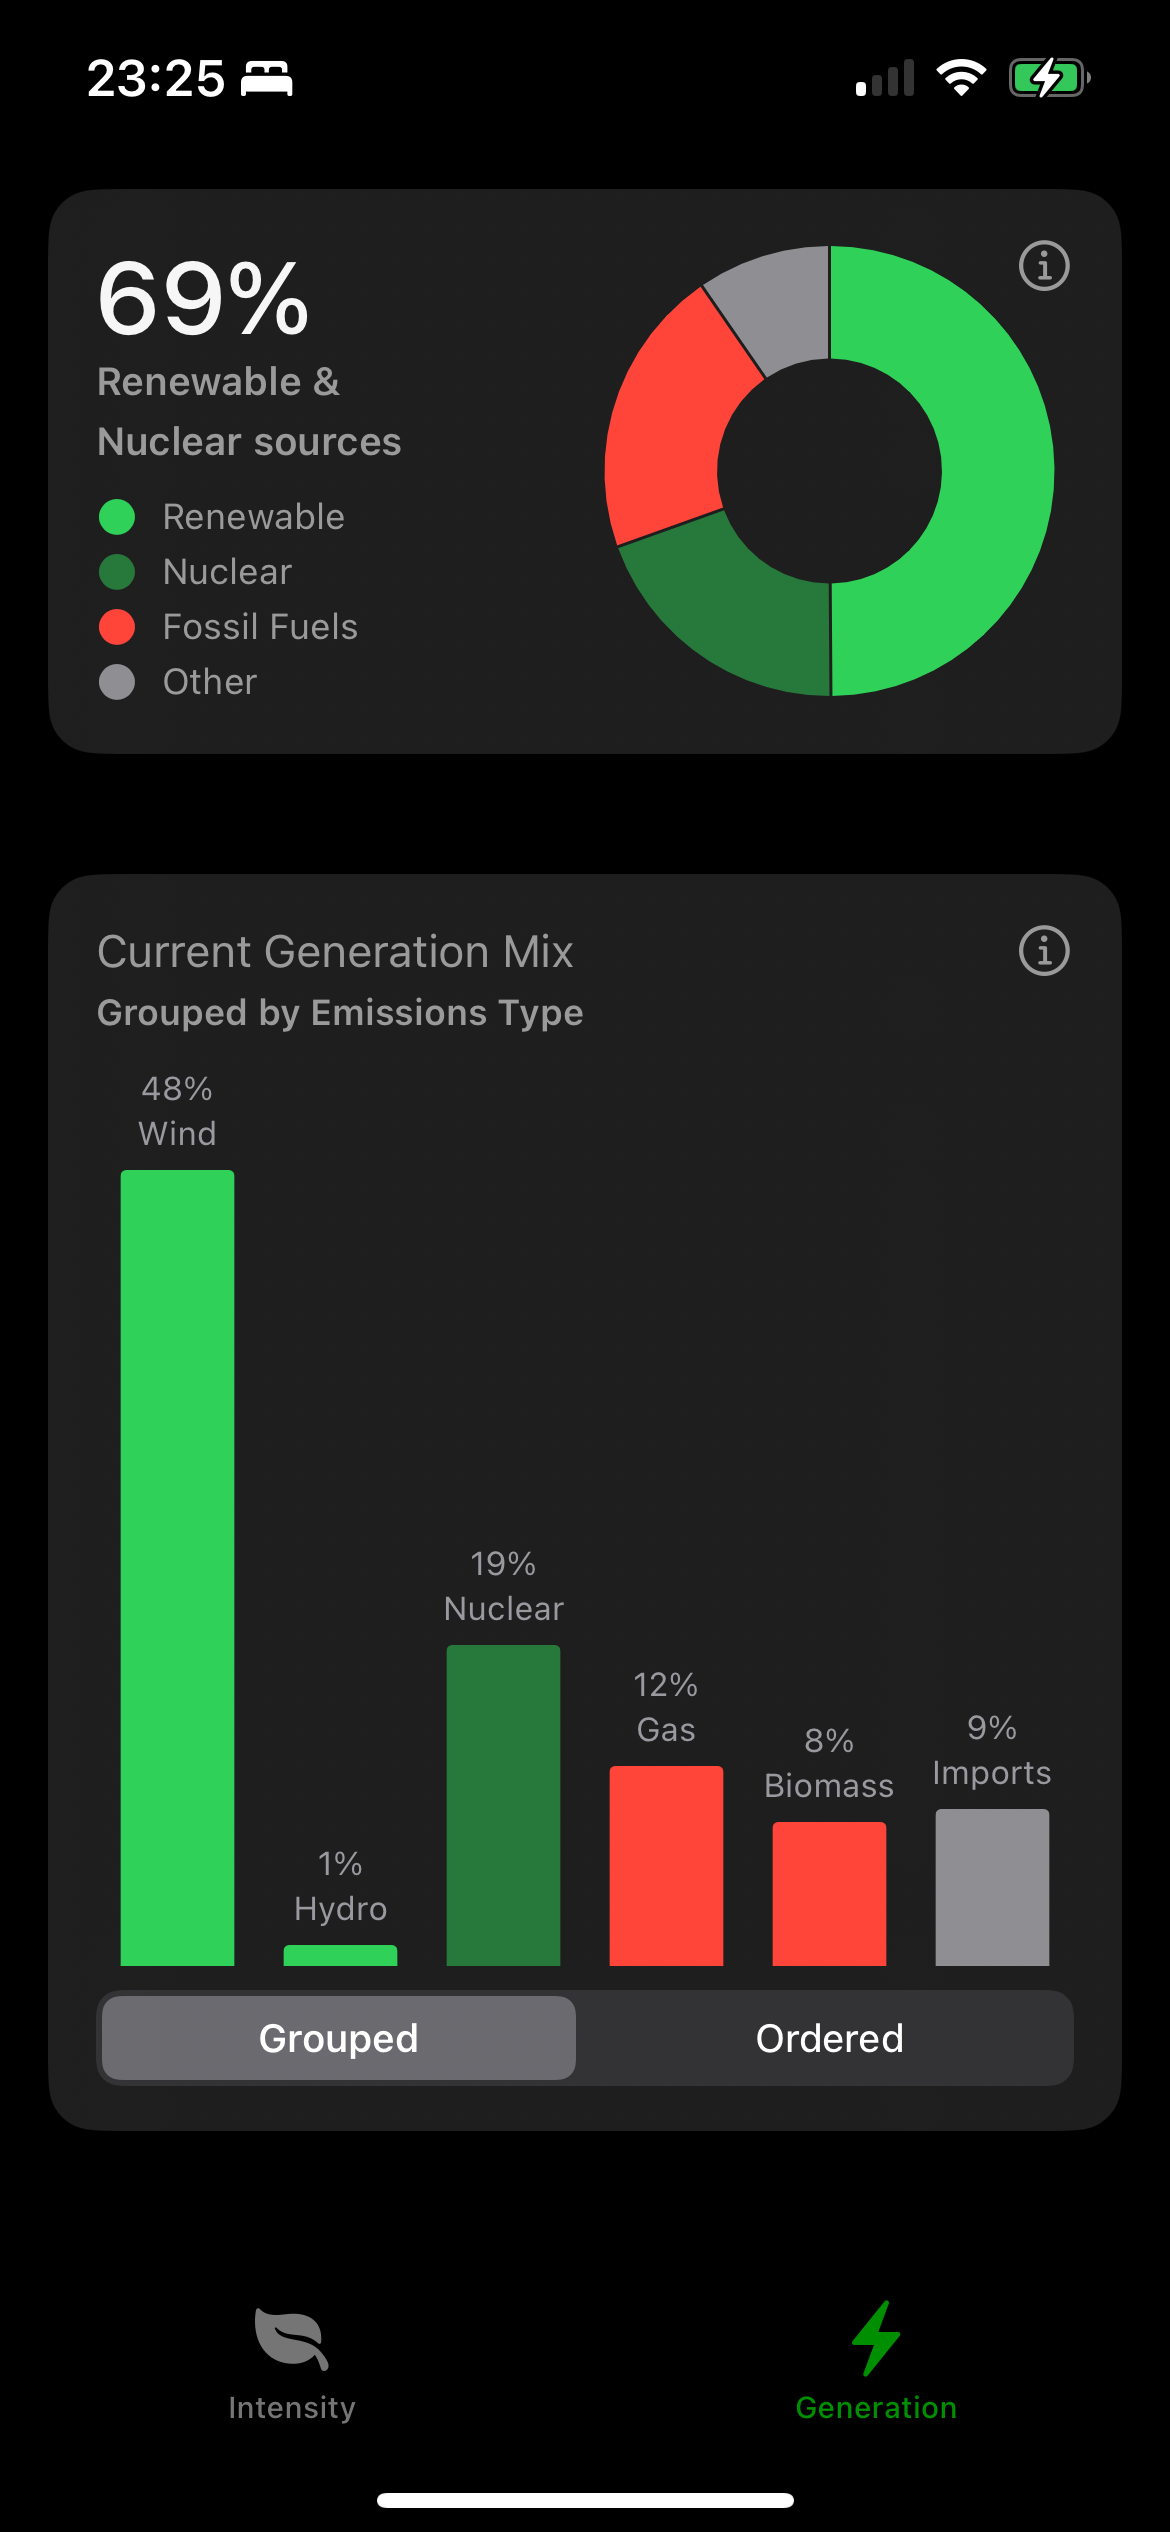 23:25
69%
Renewable &
Nuclear sources
Renewable
Nuclear
Fossil Fuels
Other
Current Generation Mix
Grouped by Emissions Type
48%
Wind
1%
Hydro
19%
Nuclear
12%
Gas
8%
Biomass
9%
Imports
Grouped
Ordered
Intensity
Generation